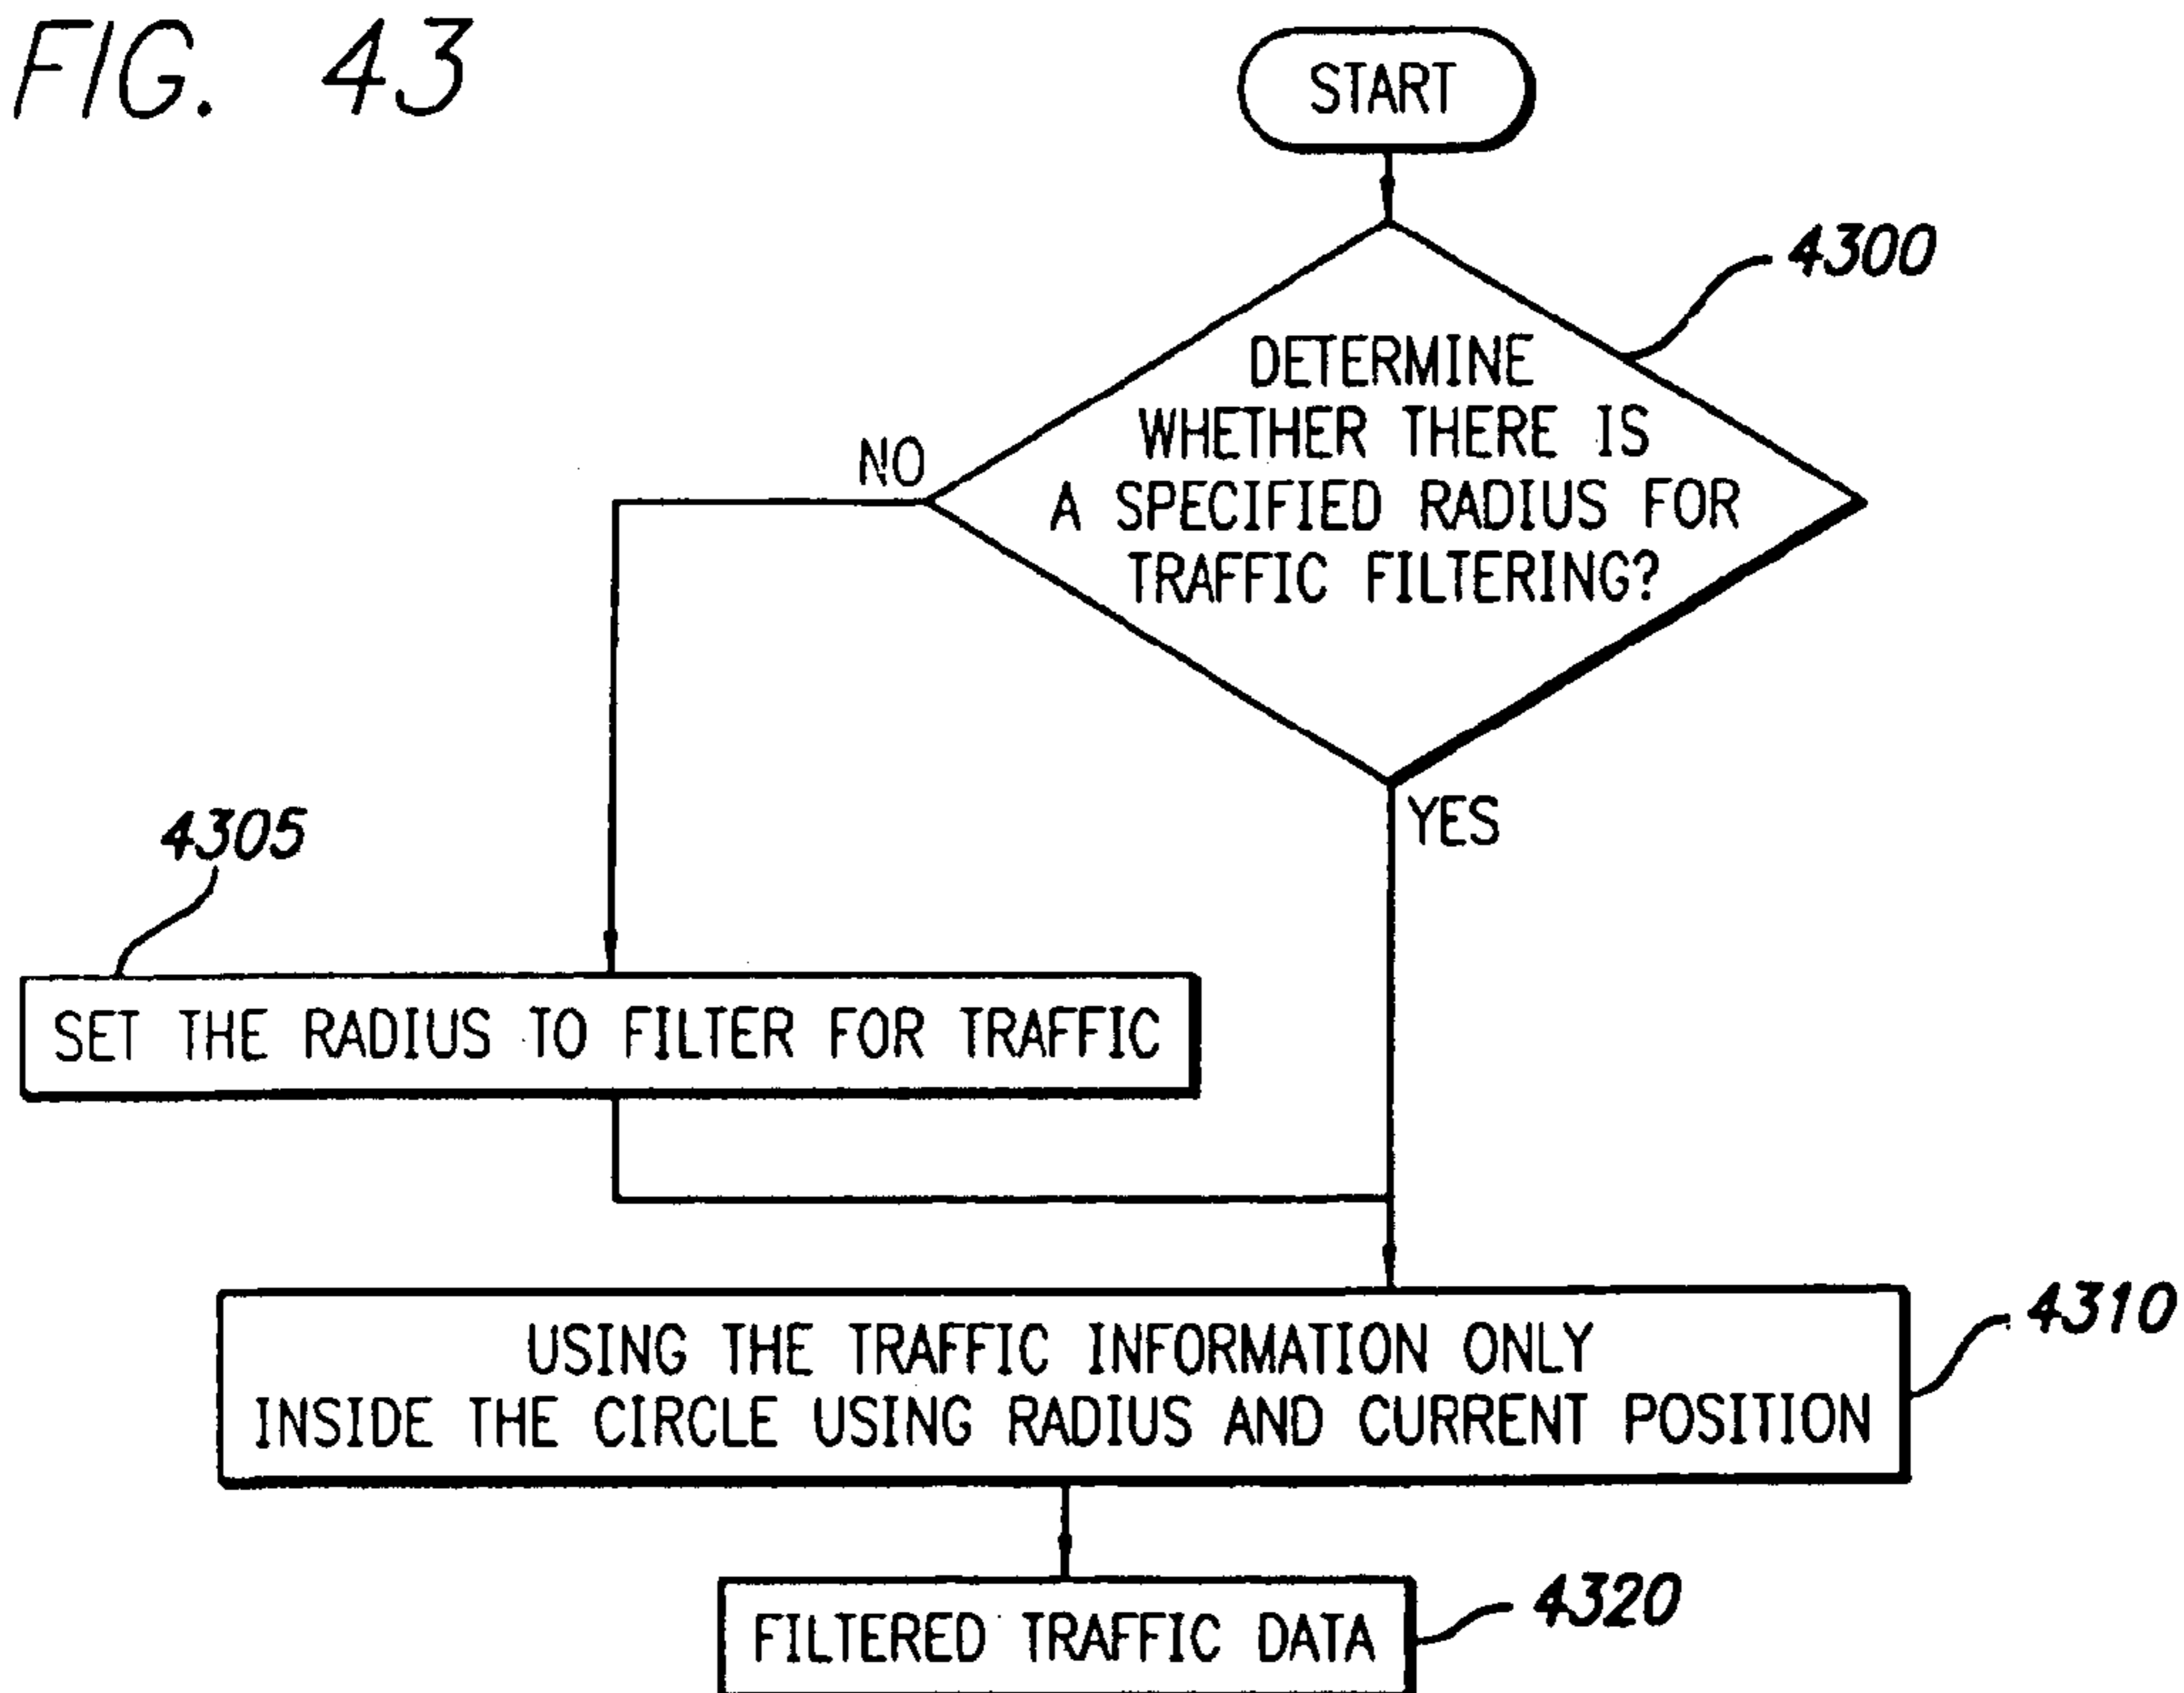 FIG. 43
START
4300
DETERMINE
WHETHER THERE IS
A SPECIFIED RADIUS FOR
TRAFFIC FILTERING?
NO
YES
4305
SET THE RADIUS TO FILTER FOR TRAFFIC
4310
USING THE TRAFFIC INFORMATION ONLY
INSIDE THE CIRCLE USING RADIUS AND CURRENT POSITION
4320
FILTERED TRAFFIC DATA